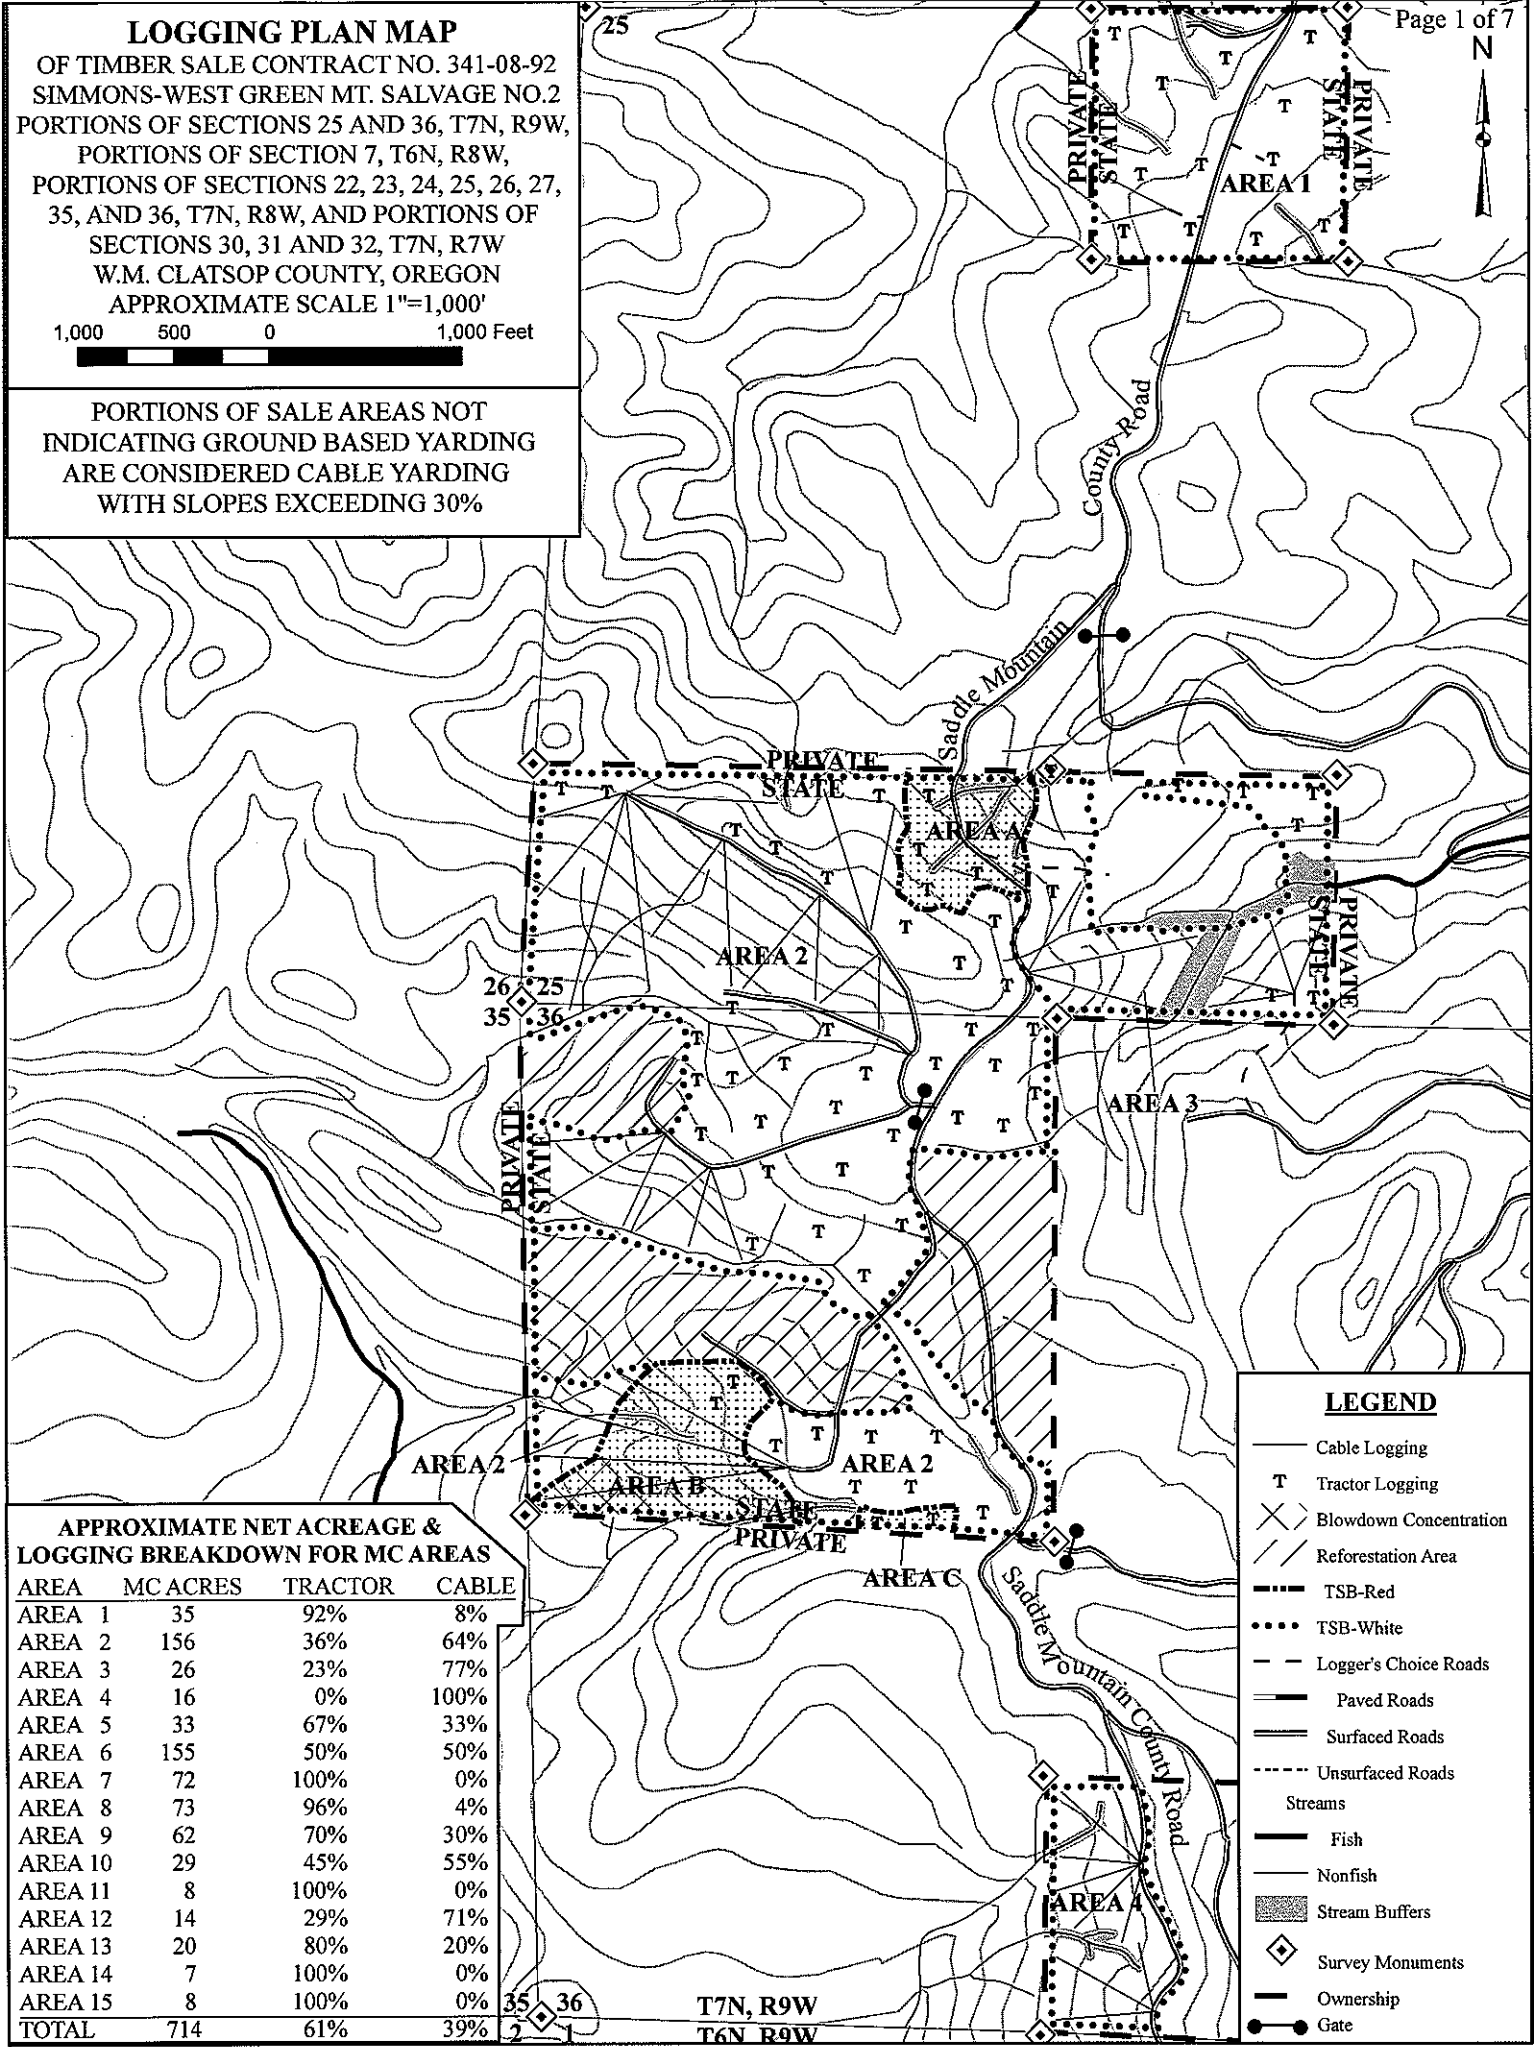 LOGGING PLAN MAP
OF TIMBER SALE CONTRACT NO. 341-08-92
SIMMONS-WEST GREEN MT. SALVAGE NO.2
PORTIONS OF SECTIONS 25 AND 36, T7N, R9W,
PORTIONS OF SECTION 7, T6N, R8W,
PORTIONS OF SECTIONS 22, 23, 24, 25, 26, 27,
35, AND 36, T7N, R8W, AND PORTIONS OF
SECTIONS 30, 31 AND 32, T7N, R7W
W.M. CLATSOP COUNTY, OREGON
APPROXIMATE SCALE 1"=1,000'
1,000 500 0 1,000 Feet
PORTIONS OF SALE AREAS NOT
INDICATING GROUND BASED YARDING
ARE CONSIDERED CABLE YARDING
WITH SLOPES EXCEEDING 30%
25
Page 1 of 7
N
PRIVATE
STATE
STATE
PRIVATE
AREA 1
County Road
Saddle Mountain
PRIVATE
STATE
AREA A
AREA 2
STATE
PRIVATE
26 25
35 36
AREA 3
PRIVATE
STATE
AREA 2
AREA 2
AREA B
STATE
PRIVATE
AREA C
Saddle Mountain County Road
AREA 4
35 36
2 1
T7N, R9W
T6N, R9W
APPROXIMATE NET ACREAGE &
LOGGING BREAKDOWN FOR MC AREAS
AREA MC ACRES TRACTOR CABLE
AREA 1 35 92% 8%
AREA 2 156 36% 64%
AREA 3 26 23% 77%
AREA 4 16 0% 100%
AREA 5 33 67% 33%
AREA 6 155 50% 50%
AREA 7 72 100% 0%
AREA 8 73 96% 4%
AREA 9 62 70% 30%
AREA 10 29 45% 55%
AREA 11 8 100% 0%
AREA 12 14 29% 71%
AREA 13 20 80% 20%
AREA 14 7 100% 0%
AREA 15 8 100% 0%
TOTAL 714 61% 39%
LEGEND
Cable Logging
T Tractor Logging
Blowdown Concentration
Reforestation Area
TSB-Red
TSB-White
Logger's Choice Roads
Paved Roads
Surfaced Roads
Unsurfaced Roads
Streams
Fish
Nonfish
Stream Buffers
Survey Monuments
Ownership
Gate